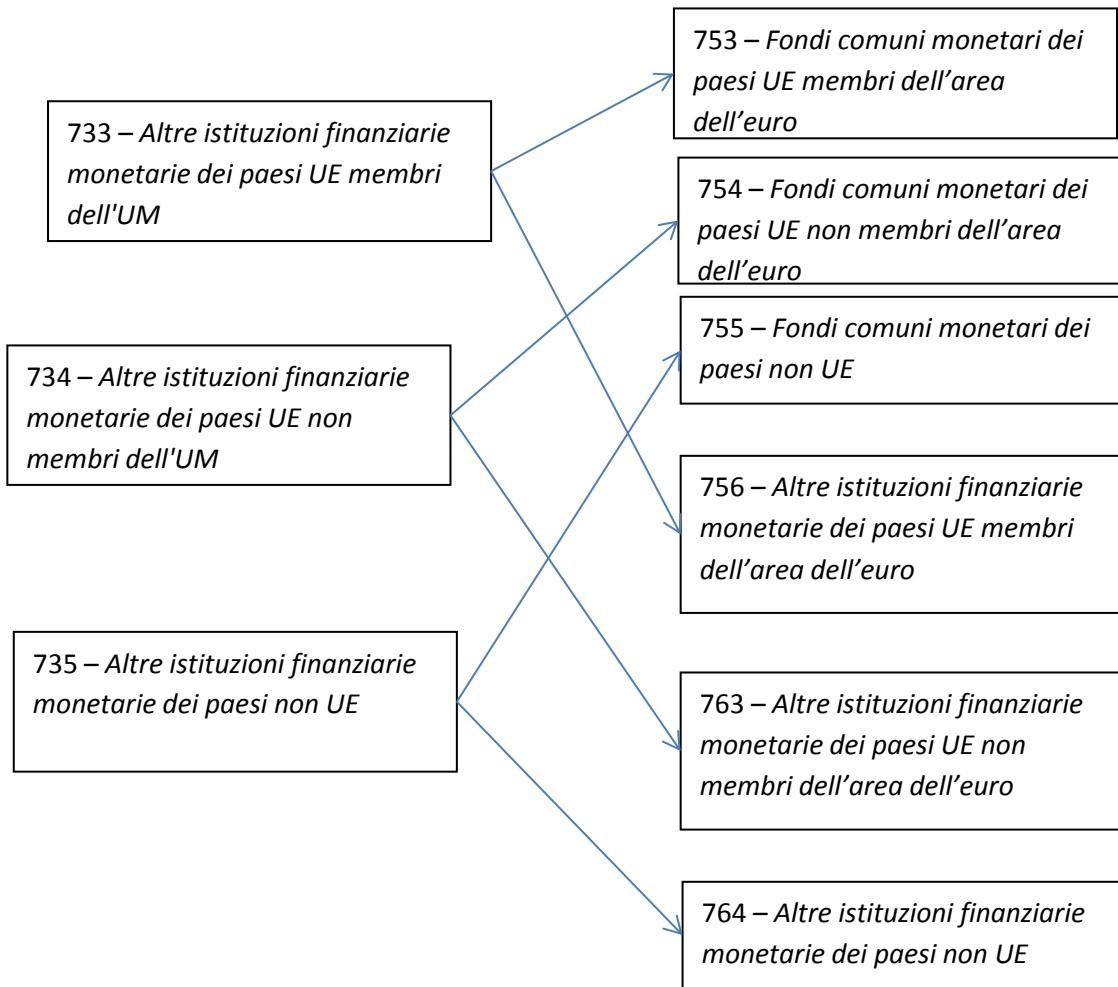 733 – Altre istituzioni finanziarie
monetarie dei paesi UE membri
dell'UM
734 – Altre istituzioni finanziarie
monetarie dei paesi UE non
membri dell'UM
735 – Altre istituzioni finanziarie
monetarie dei paesi non UE
753 – Fondi comuni monetari dei
paesi UE membri dell’area
dell’euro
754 – Fondi comuni monetari dei
paesi UE non membri dell’area
dell’euro
755 – Fondi comuni monetari dei
paesi non UE
756 – Altre istituzioni finanziarie
monetarie dei paesi UE membri
dell’area dell’euro
763 – Altre istituzioni finanziarie
monetarie dei paesi UE non
membri dell’area dell’euro
764 – Altre istituzioni finanziarie
monetarie dei paesi non UE